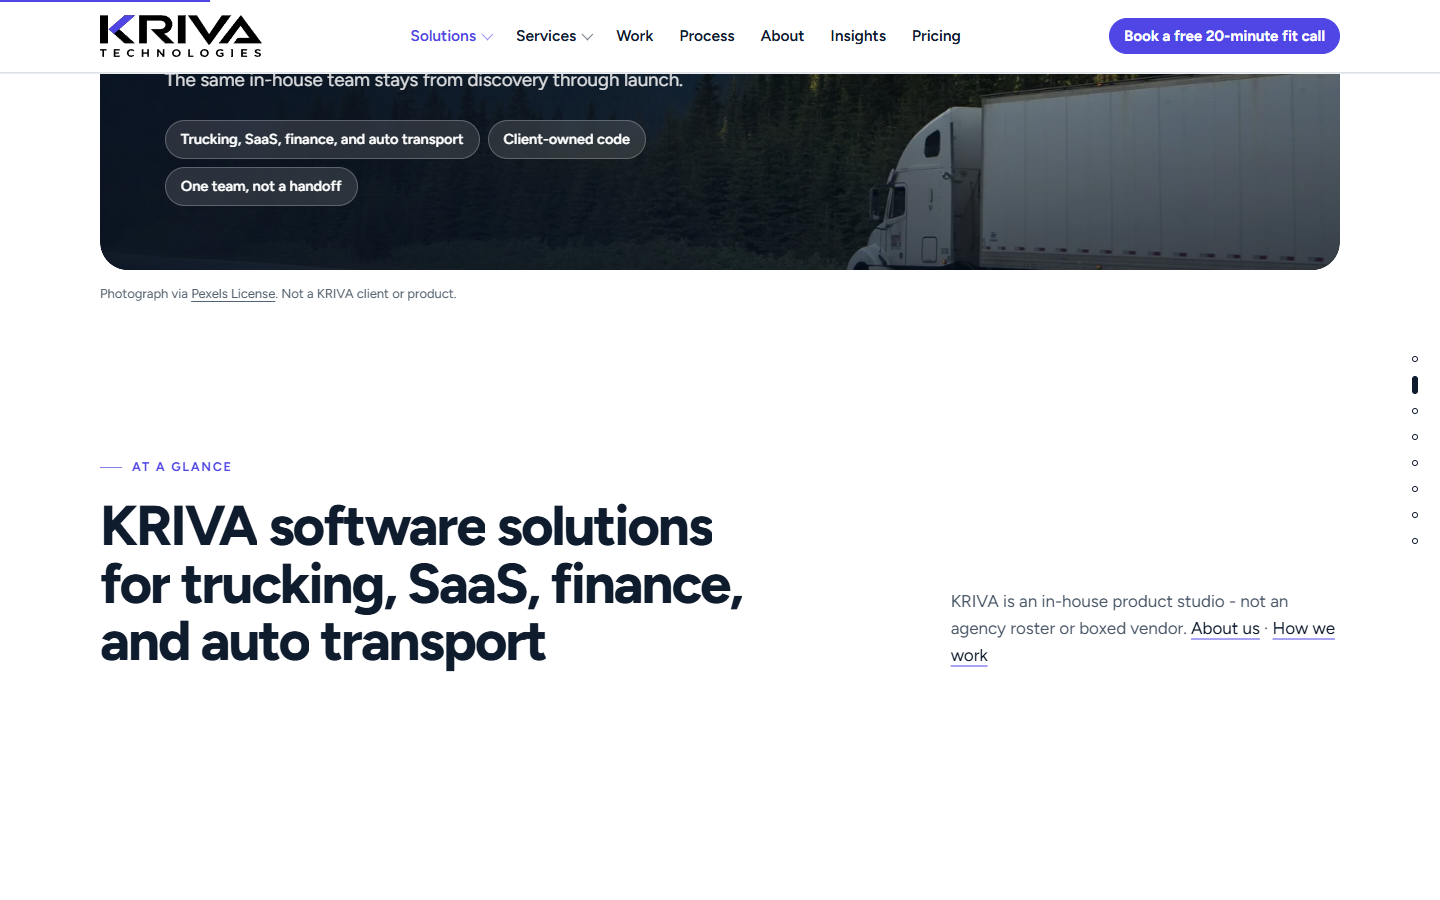 KRIVA
TECHNOLOGIES
Solutions
Services
Work
Process
About
Insights
Pricing
Book a free 20-minute fit call
The same in-house team stays from discovery through launch.
Trucking, SaaS, finance, and auto transport
Client-owned code
One team, not a handoff
Photograph via Pexels License. Not a KRIVA client or product.
AT A GLANCE
KRIVA software solutions
for trucking, SaaS, finance,
and auto transport
KRIVA is an in-house product studio - not an
agency roster or boxed vendor. About us · How we
work